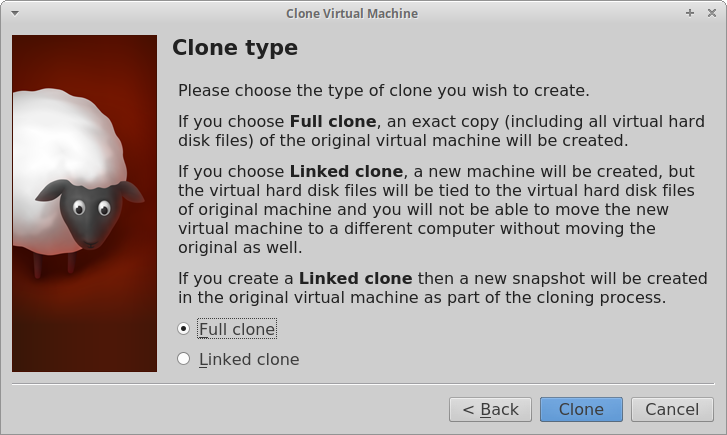 Clone Virtual Machine
Clone type
Please choose the type of clone you wish to create.
If you choose Full clone, an exact copy (including all virtual hard
disk files) of the original virtual machine will be created.
If you choose Linked clone, a new machine will be created, but
the virtual hard disk files will be tied to the virtual hard disk files
of original machine and you will not be able to move the new
virtual machine to a different computer without moving the
original as well.
If you create a Linked clone then a new snapshot will be created
in the original virtual machine as part of the cloning process.
Full clone
Linked clone
< Back Clone Cancel